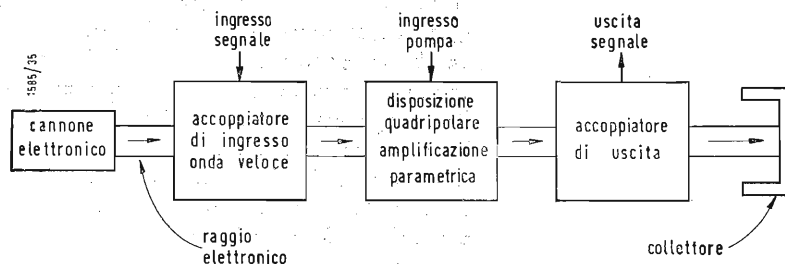 ingresso
segnale
ingresso
pompa
uscita
segnale
1585/35
cannone
elettronico
accoppiatore
di ingresso
onda veloce
disposizione
quadripolare
amplificazione
parametrica
accoppiatore
di uscita
raggio
elettronico
collettore